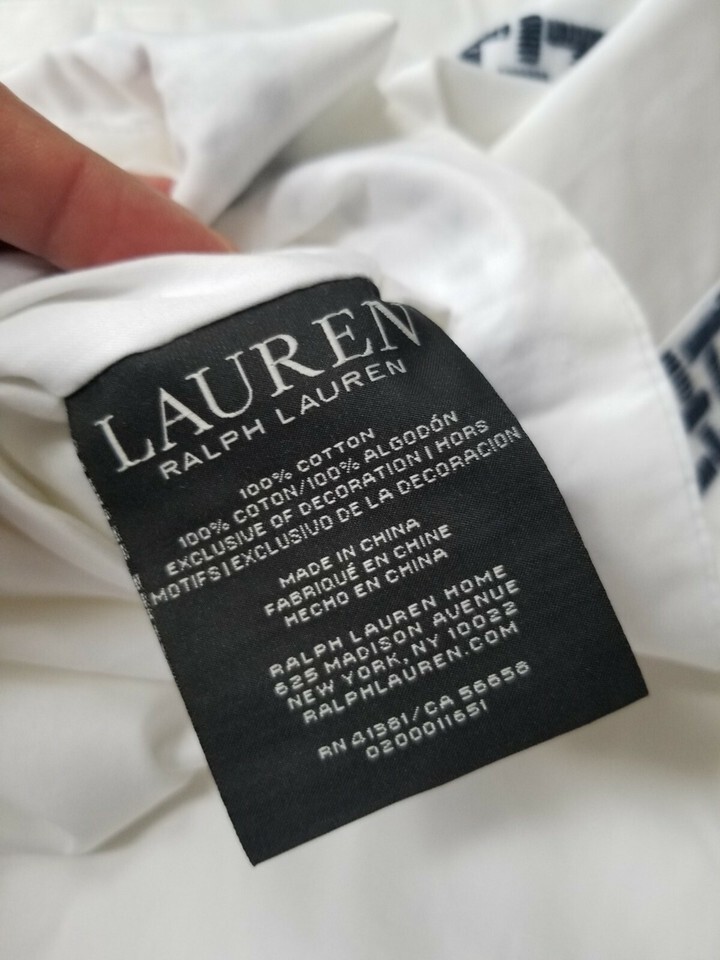 LAUREN
RALPH LAUREN
100% COTTON
100% COTON/100% ALGODÓN
EXCLUSIVE OF DECORATION | HORS
MOTIFS | EXCLUSIVO DE LA DECORACION
MADE IN CHINA
FABRIQUÉ EN CHINE
HECHO EN CHINA
RALPH LAUREN HOME
625 MADISON AVENUE
NEW YORK, NY 10022
RALPHLAUREN.COM
RN 41381/CA 56656
0200011651